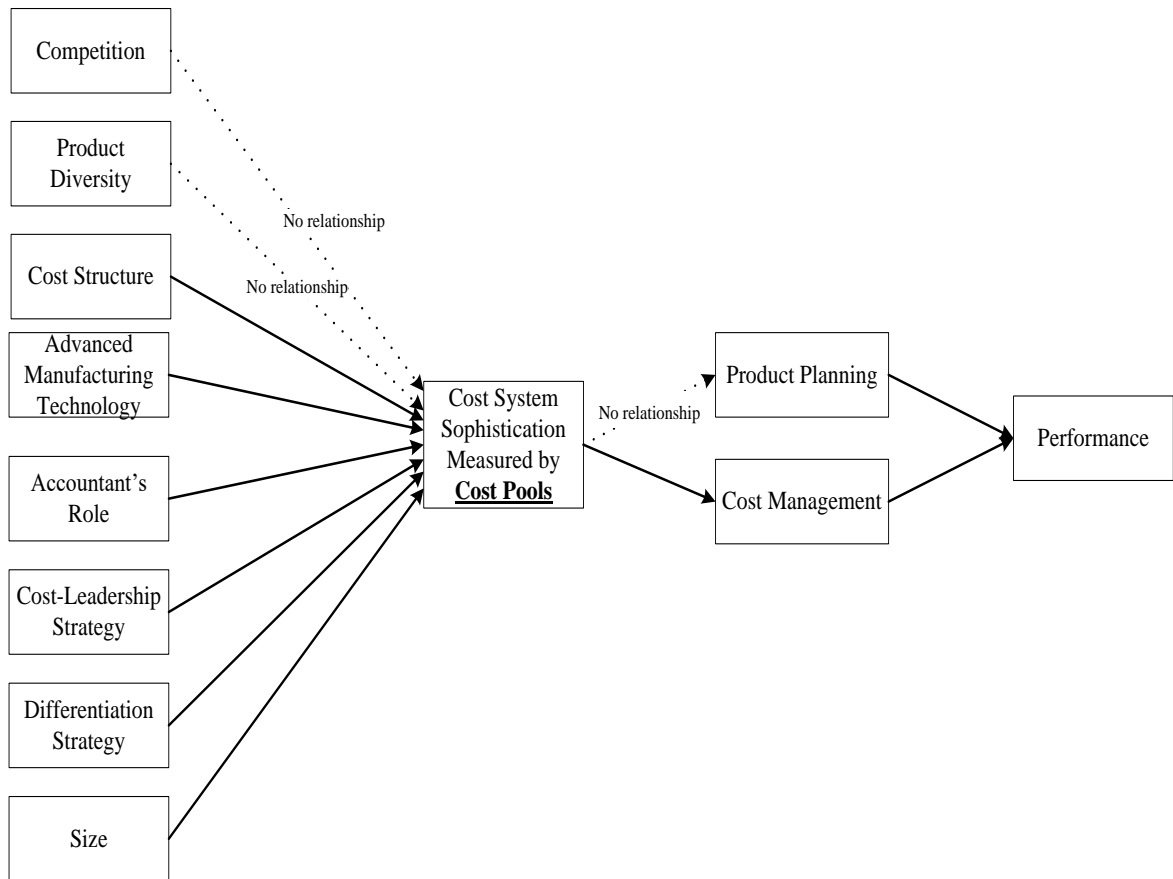 Competition
Product
Diversity
No relationship
Cost Structure
No relationship
Advanced
Manufacturing
Technology
Accountant’s
Role
Cost-Leadership
Strategy
Differentiation
Strategy
Size
Cost System
Sophistication
Measured by
Cost Pools
No relationship
Product Planning
Cost Management
Performance